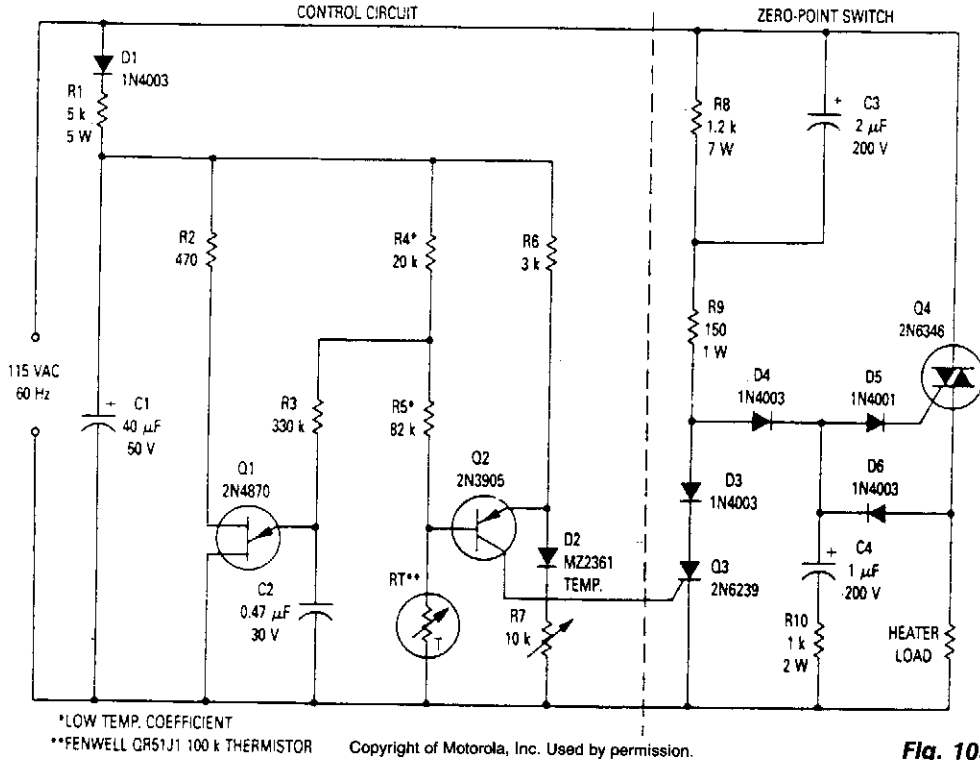 CONTROL CIRCUIT
ZERO-POINT SWITCH
D1
1N4003
R1
5 k
5 W
R8
1.2 k
7 W
+
C3
2 μF
200 V
R2
470
R4*
20 k
R6
3 k
R9
150
1 W
Q4
2N6346
115 VAC
60 Hz
+
C1
40 μF
50 V
R3
330 k
R5*
82 k
D4
1N4003
D5
1N4001
Q1
2N4870
Q2
2N3905
D3
1N4003
D6
1N4003
C2
0.47 μF
30 V
RT**
T
D2
MZ2361
TEMP.
R7
10 k
Q3
2N6239
+
C4
1 μF
200 V
R10
1 k
2 W
HEATER
LOAD
*LOW TEMP. COEFFICIENT
**FENWELL QR51J1 100 k THERMISTOR
Copyright of Motorola, Inc. Used by permission.
Fig. 10